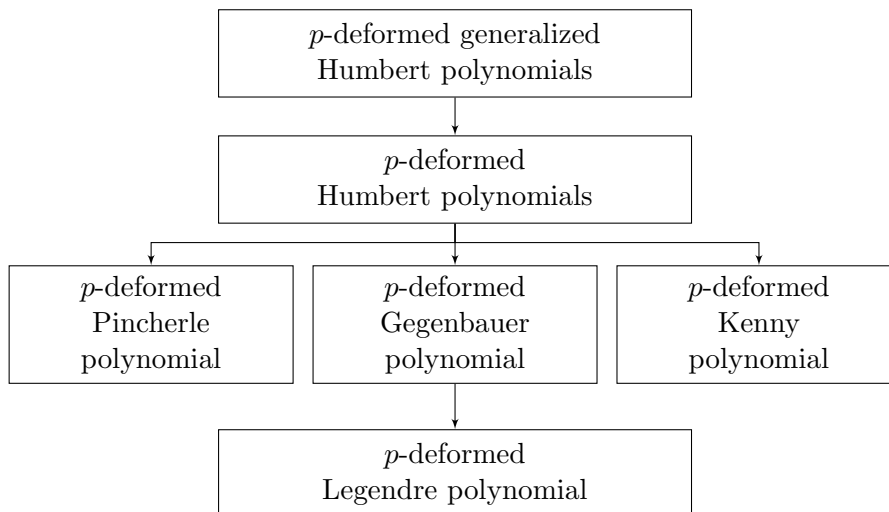 p-deformed generalized
Humbert polynomials
p-deformed
Humbert polynomials
p-deformed
Pincherle
polynomial
p-deformed
Gegenbauer
polynomial
p-deformed
Kenny
polynomial
p-deformed
Legendre polynomial